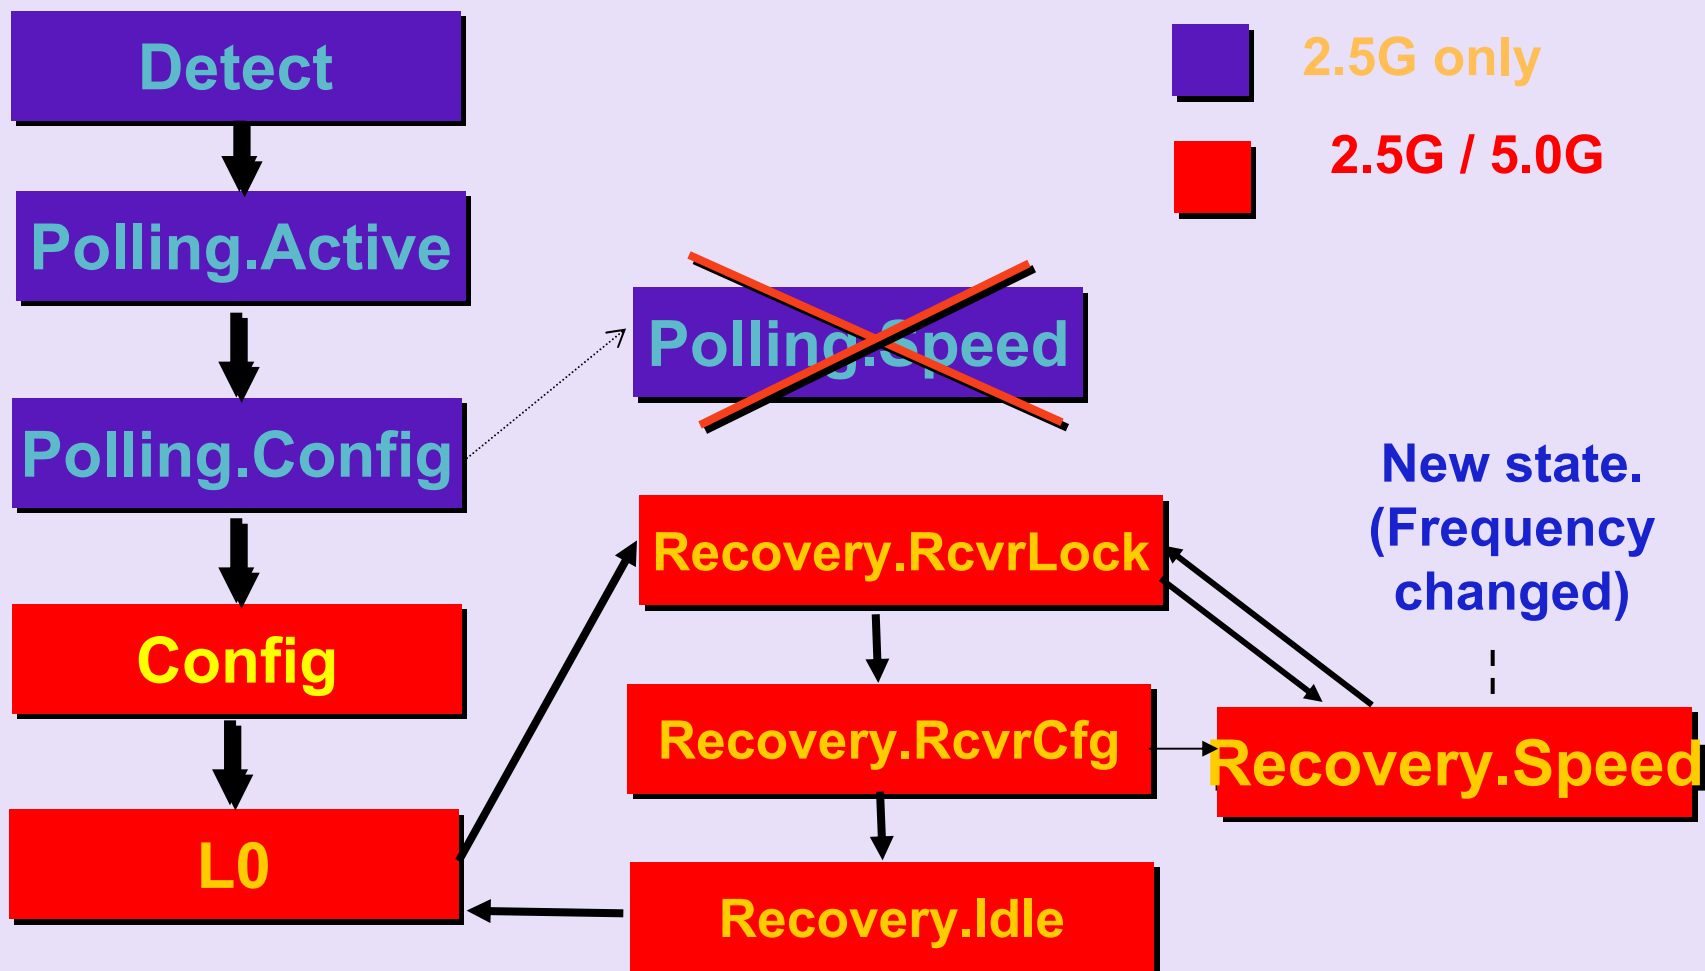 Detect
2.5G only
2.5G / 5.0G
Polling.Active
Polling.Speed
Polling.Config
New state.
(Frequency
changed)
Recovery.RcvrLock
Config
Recovery.RcvrCfg
Recovery.Speed
L0
Recovery.Idle